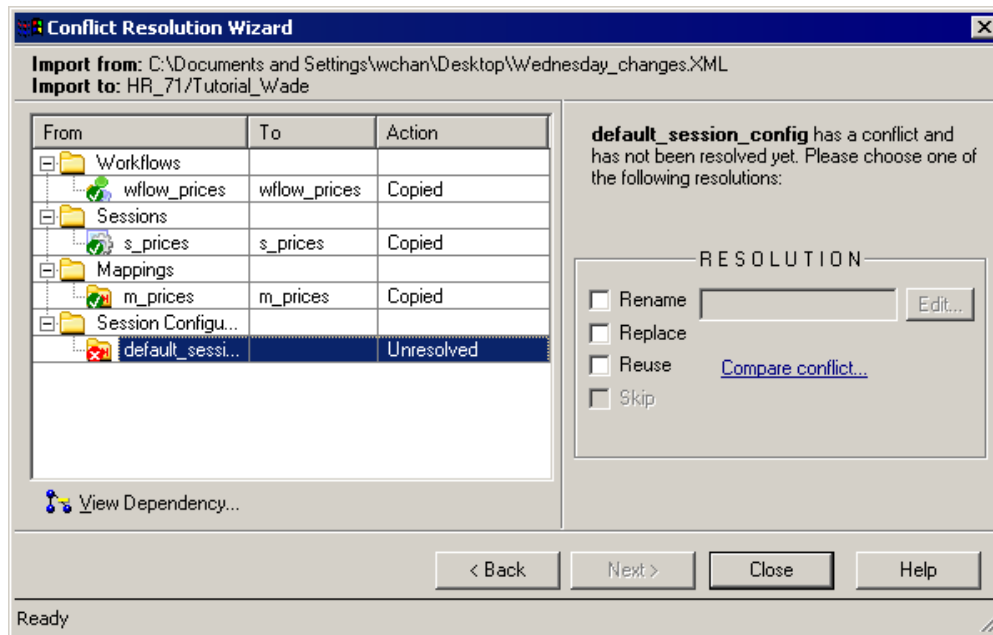 Conflict Resolution Wizard
Import from: C:\Documents and Settings\wchan\Desktop\Wednesday_changes.XML
Import to: HR_71/Tutorial_Wade
From To Action
Workflows
wflow_prices wflow_prices Copied
Sessions
s_prices s_prices Copied
Mappings
m_prices m_prices Copied
Session Configu...
default_sessi... Unresolved
View Dependency...
default_session_config has a conflict and
has not been resolved yet. Please choose one of
the following resolutions:
RESOLUTION
Rename Edit...
Replace
Reuse Compare conflict...
Skip
< Back Next > Close Help
Ready